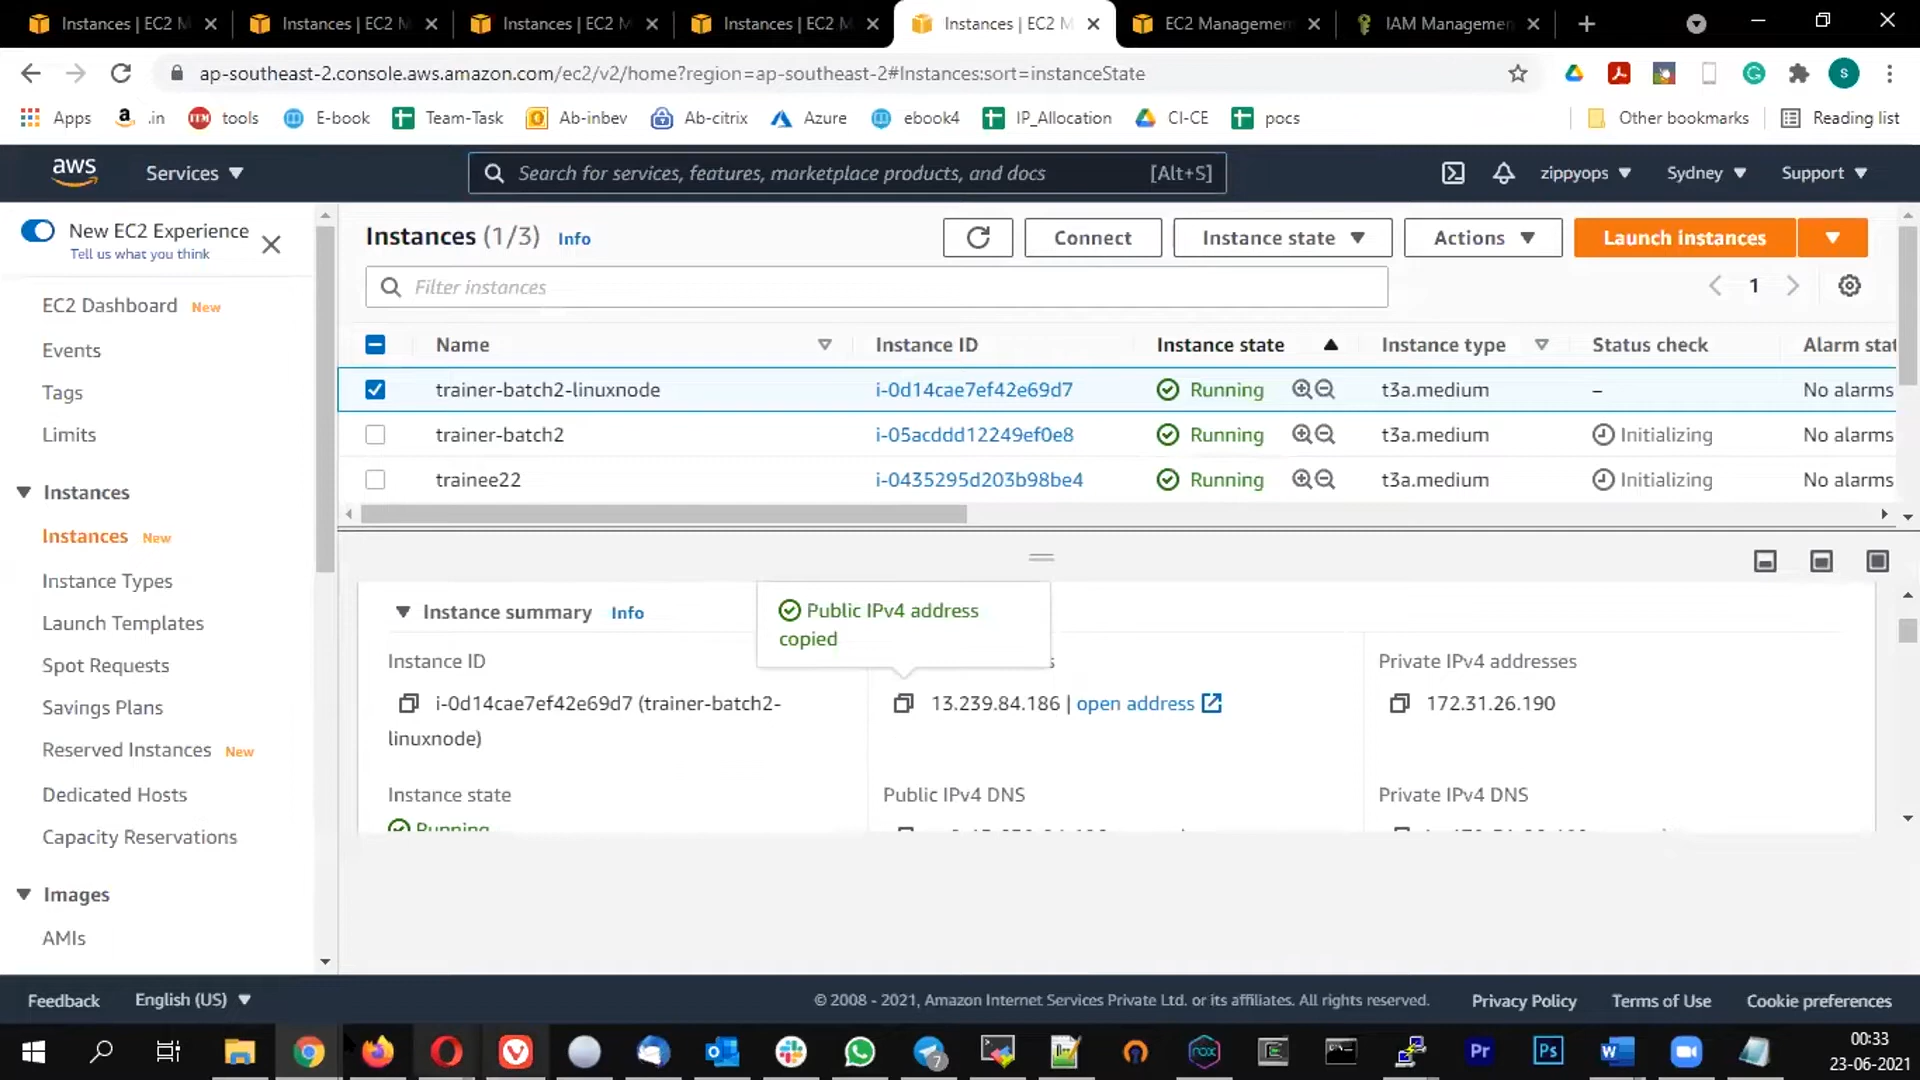 Instances | EC2 M
Instances | EC2 M
Instances | EC2 M
Instances | EC2 M
Instances | EC2 M
EC2 Managemen
IAM Managemen
ap-southeast-2.console.aws.amazon.com/ec2/v2/home?region=ap-southeast-2#Instances:sort=instanceState
S
Apps
.in
tools
E-book
Team-Task
Ab-inbev
Ab-citrix
Azure
ebook4
IP_Allocation
CI-CE
pocs
Other bookmarks
Reading list
aws
Services
Search for services, features, marketplace products, and docs
[Alt+S]
zippyops
Sydney
Support
New EC2 Experience
Tell us what you think
EC2 Dashboard New
Events
Tags
Limits
Instances
Instances New
Instance Types
Launch Templates
Spot Requests
Savings Plans
Reserved Instances New
Dedicated Hosts
Capacity Reservations
Images
AMIs
Instances (1/3) Info
Connect
Instance state
Actions
Launch instances
Filter instances
1
Name Instance ID Instance state Instance type Status check Alarm stat
trainer-batch2-linuxnode i-0d14cae7ef42e69d7 Running t3a.medium – No alarms
trainer-batch2 i-05acddd12249ef0e8 Running t3a.medium Initializing No alarms
trainee22 i-0435295d203b98be4 Running t3a.medium Initializing No alarms
Instance summary Info
Public IPv4 address
copied
Instance ID
i-0d14cae7ef42e69d7 (trainer-batch2-
linuxnode)
s
13.239.84.186 | open address
Private IPv4 addresses
172.31.26.190
Instance state
Running
Public IPv4 DNS
Private IPv4 DNS
Feedback
English (US)
© 2008 - 2021, Amazon Internet Services Private Ltd. or its affiliates. All rights reserved.
Privacy Policy
Terms of Use
Cookie preferences
7
nox
Pr
Ps
00:33
23-06-2021